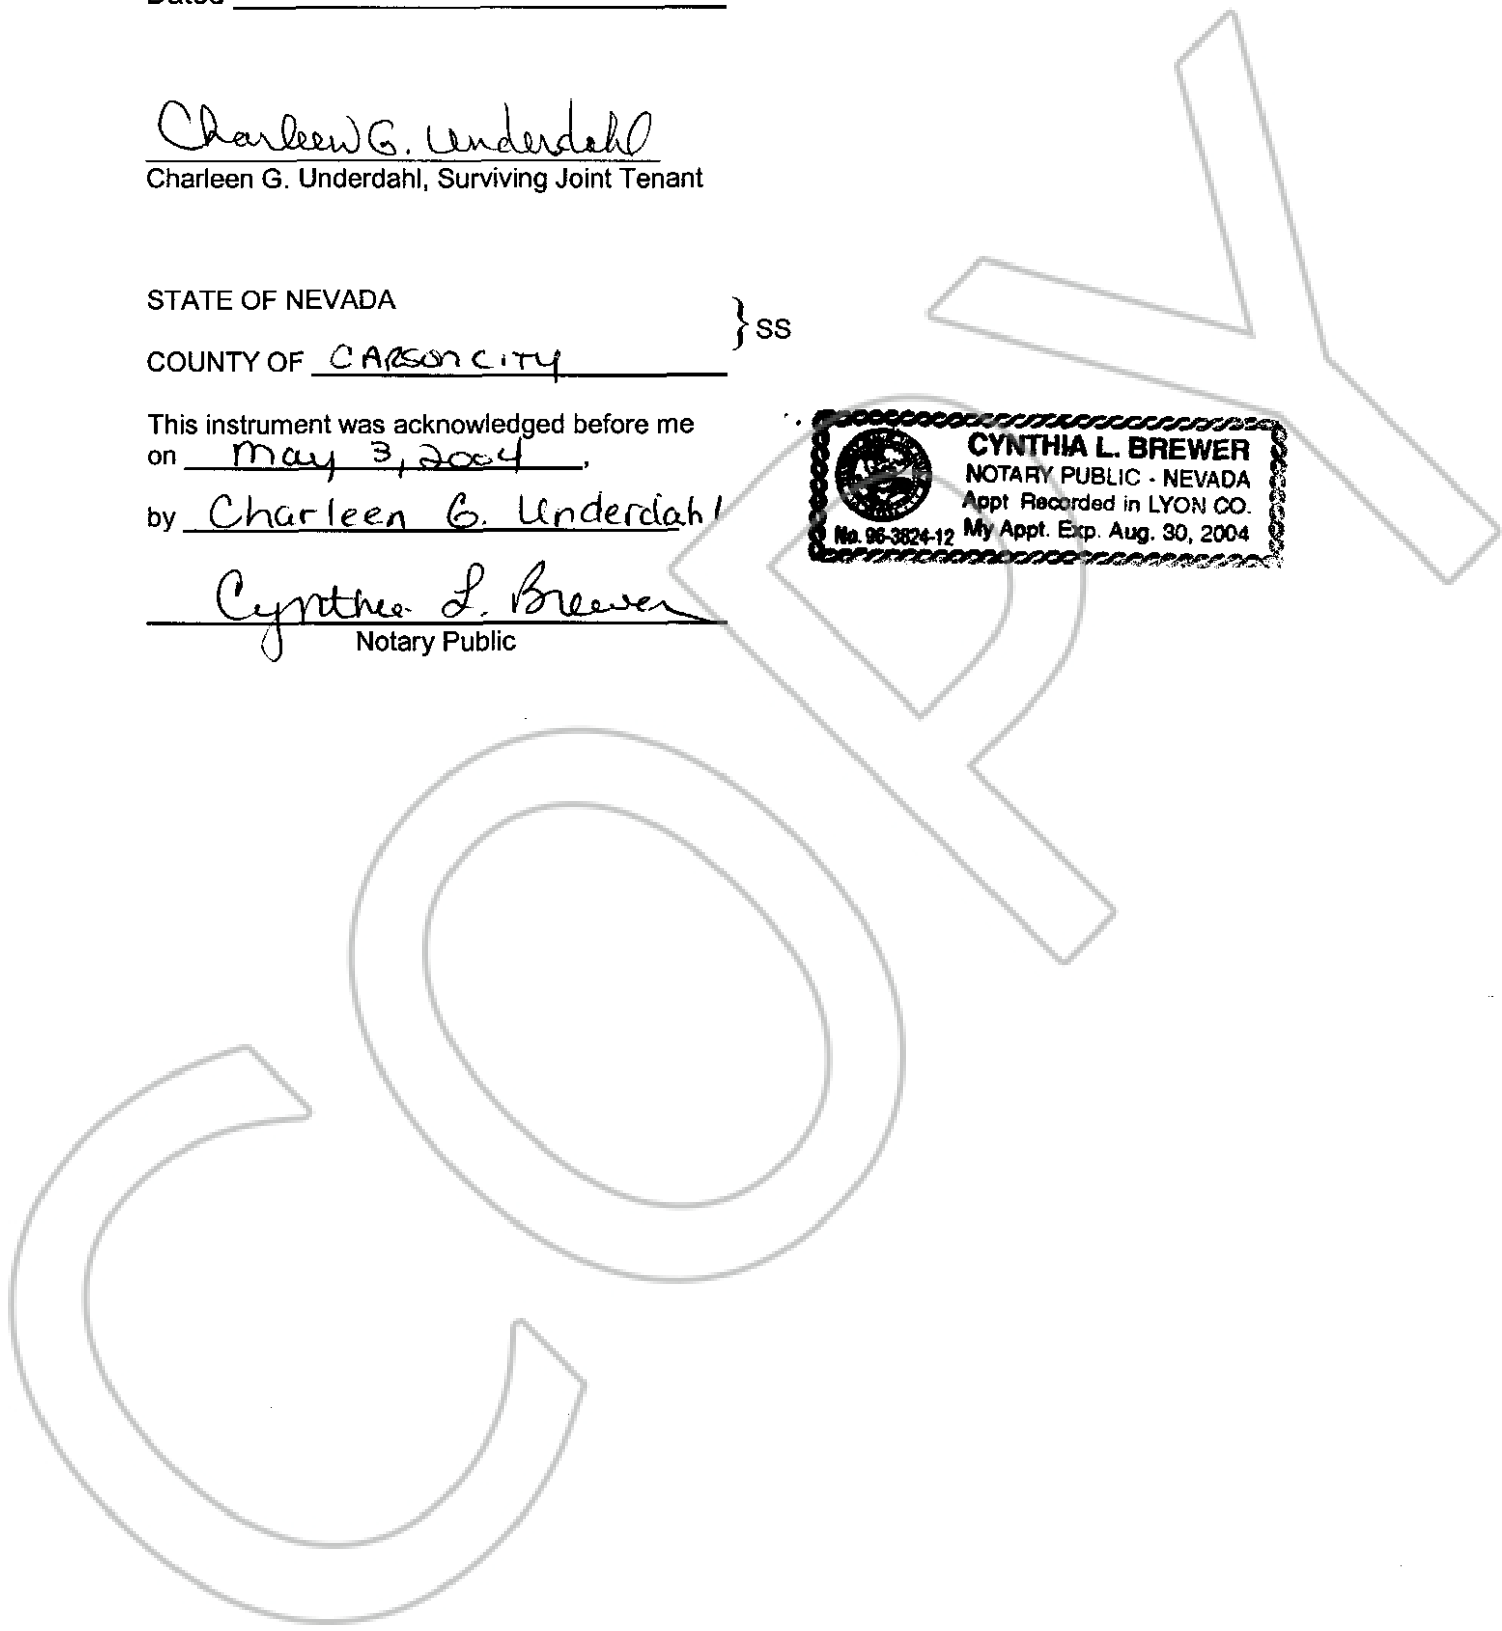 Dated
Charleen G. Underdahl
Charleen G. Underdahl, Surviving Joint Tenant
STATE OF NEVADA
} SS
COUNTY OF CARSON CITY
This instrument was acknowledged before me
on May 3, 2004,
by Charleen G. Underdahl
Cynthia L. Brewer
Notary Public
CYNTHIA L. BREWER
NOTARY PUBLIC - NEVADA
Appt Recorded in LYON CO.
No. 96-3824-12 My Appt. Exp. Aug. 30, 2004
COPY